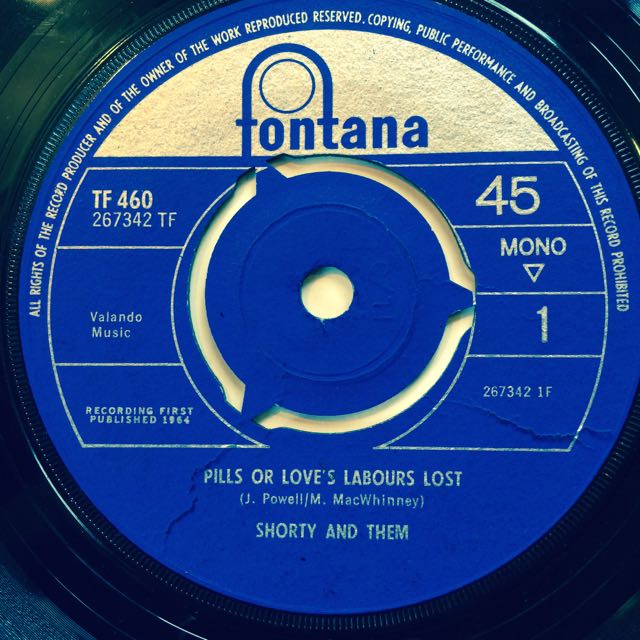 ALL RIGHTS OF THE RECORD PRODUCER AND OF THE OWNER OF THE WORK REPRODUCED RESERVED. COPYING, PUBLIC PERFORMANCE AND BROADCASTING OF THIS RECORD PROHIBITED
fontana
TF 460
267342 TF
45
MONO
1
Valando
Music
267342 1F
RECORDING FIRST
PUBLISHED 1964
PILLS OR LOVE'S LABOURS LOST
(J. Powell/M. MacWhinney)
SHORTY AND THEM